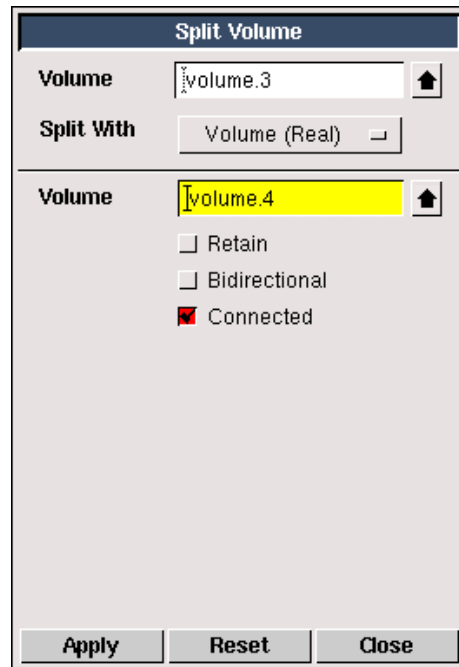 Split Volume
Volume volume.3
Split With Volume (Real)
Volume volume.4
Retain
Bidirectional
Connected
Apply Reset Close